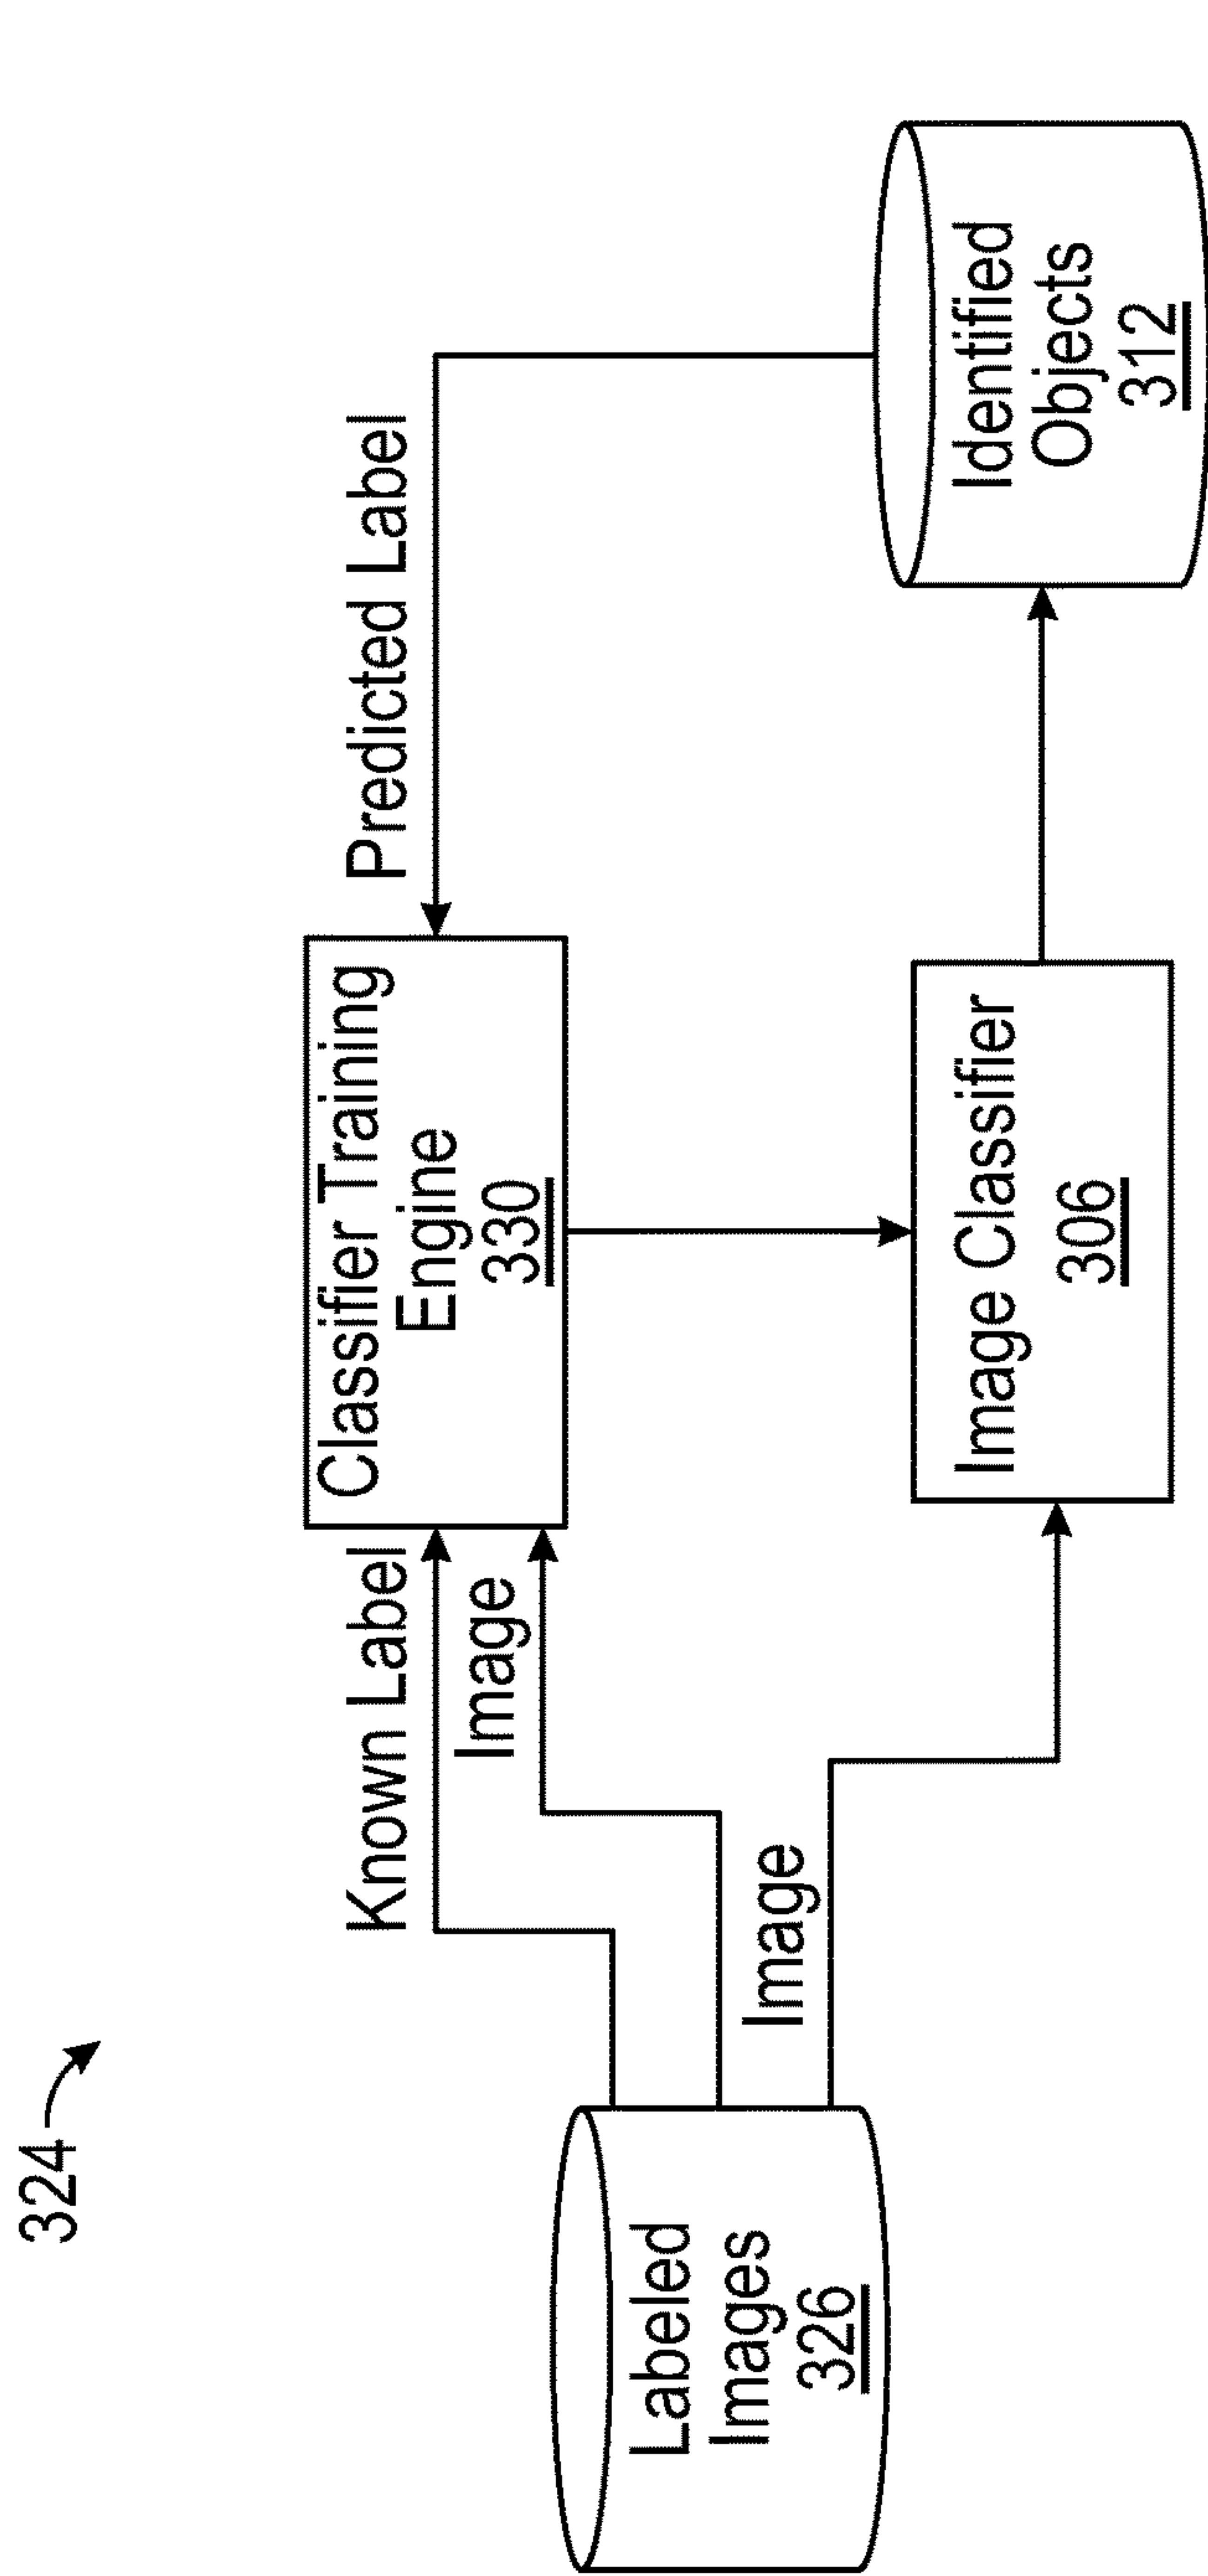 324
Known Label
Classifier Training
Engine
330
Predicted Label
Image
Labeled
Images
326
Image
Image Classifier
306
Identified
Objects
312